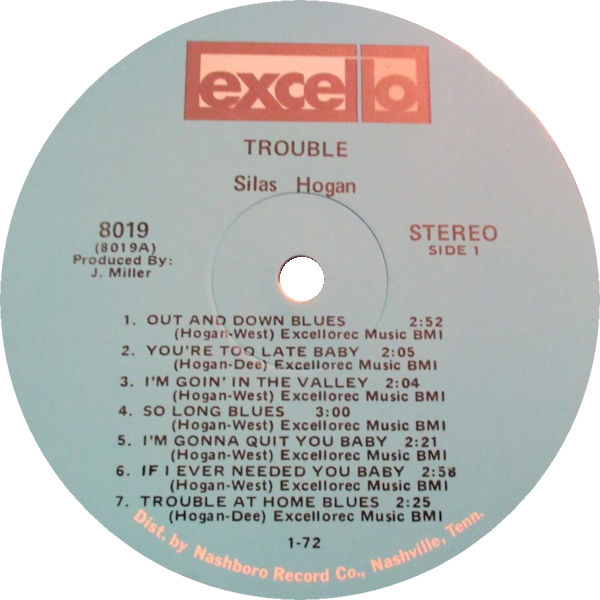 excello
TROUBLE
Silas Hogan
8019
(8019A)
Produced By:
J. Miller
STEREO
SIDE 1
1. OUT AND DOWN BLUES 2:52
(Hogan-West) Excellorec Music BMI
2. YOU'RE TOO LATE BABY 2:05
(Hogan-Dee) Excellorec Music BMI
3. I'M GOIN' IN THE VALLEY 2:04
(Hogan-West) Excellorec Music BMI
4. SO LONG BLUES 3:00
(Hogan-West) Excellorec Music BMI
5. I'M GONNA QUIT YOU BABY 2:21
(Hogan-West) Excellorec Music BMI
6. IF I EVER NEEDED YOU BABY 2:58
(Hogan-West) Excellorec Music BMI
7. TROUBLE AT HOME BLUES 2:25
(Hogan-Dee) Excellorec Music BMI
1-72
Dist. by Nashboro Record Co., Nashville, Tenn.